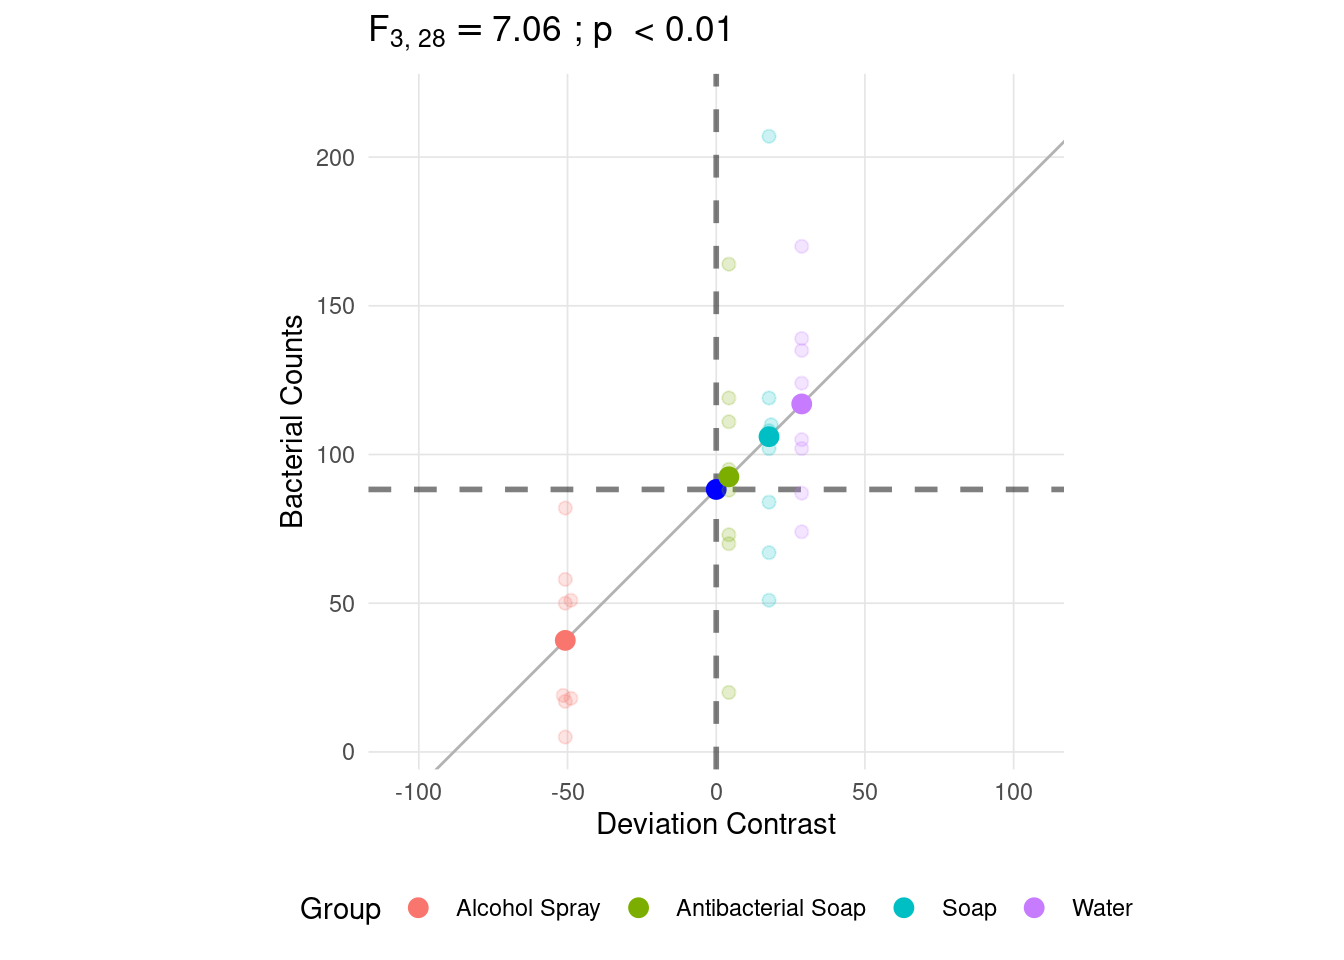 F3, 28 = 7.06 ; p < 0.01
Bacterial Counts
200
150
100
50
0
-100 -50 0 50 100
Deviation Contrast
Group Alcohol Spray Antibacterial Soap Soap Water